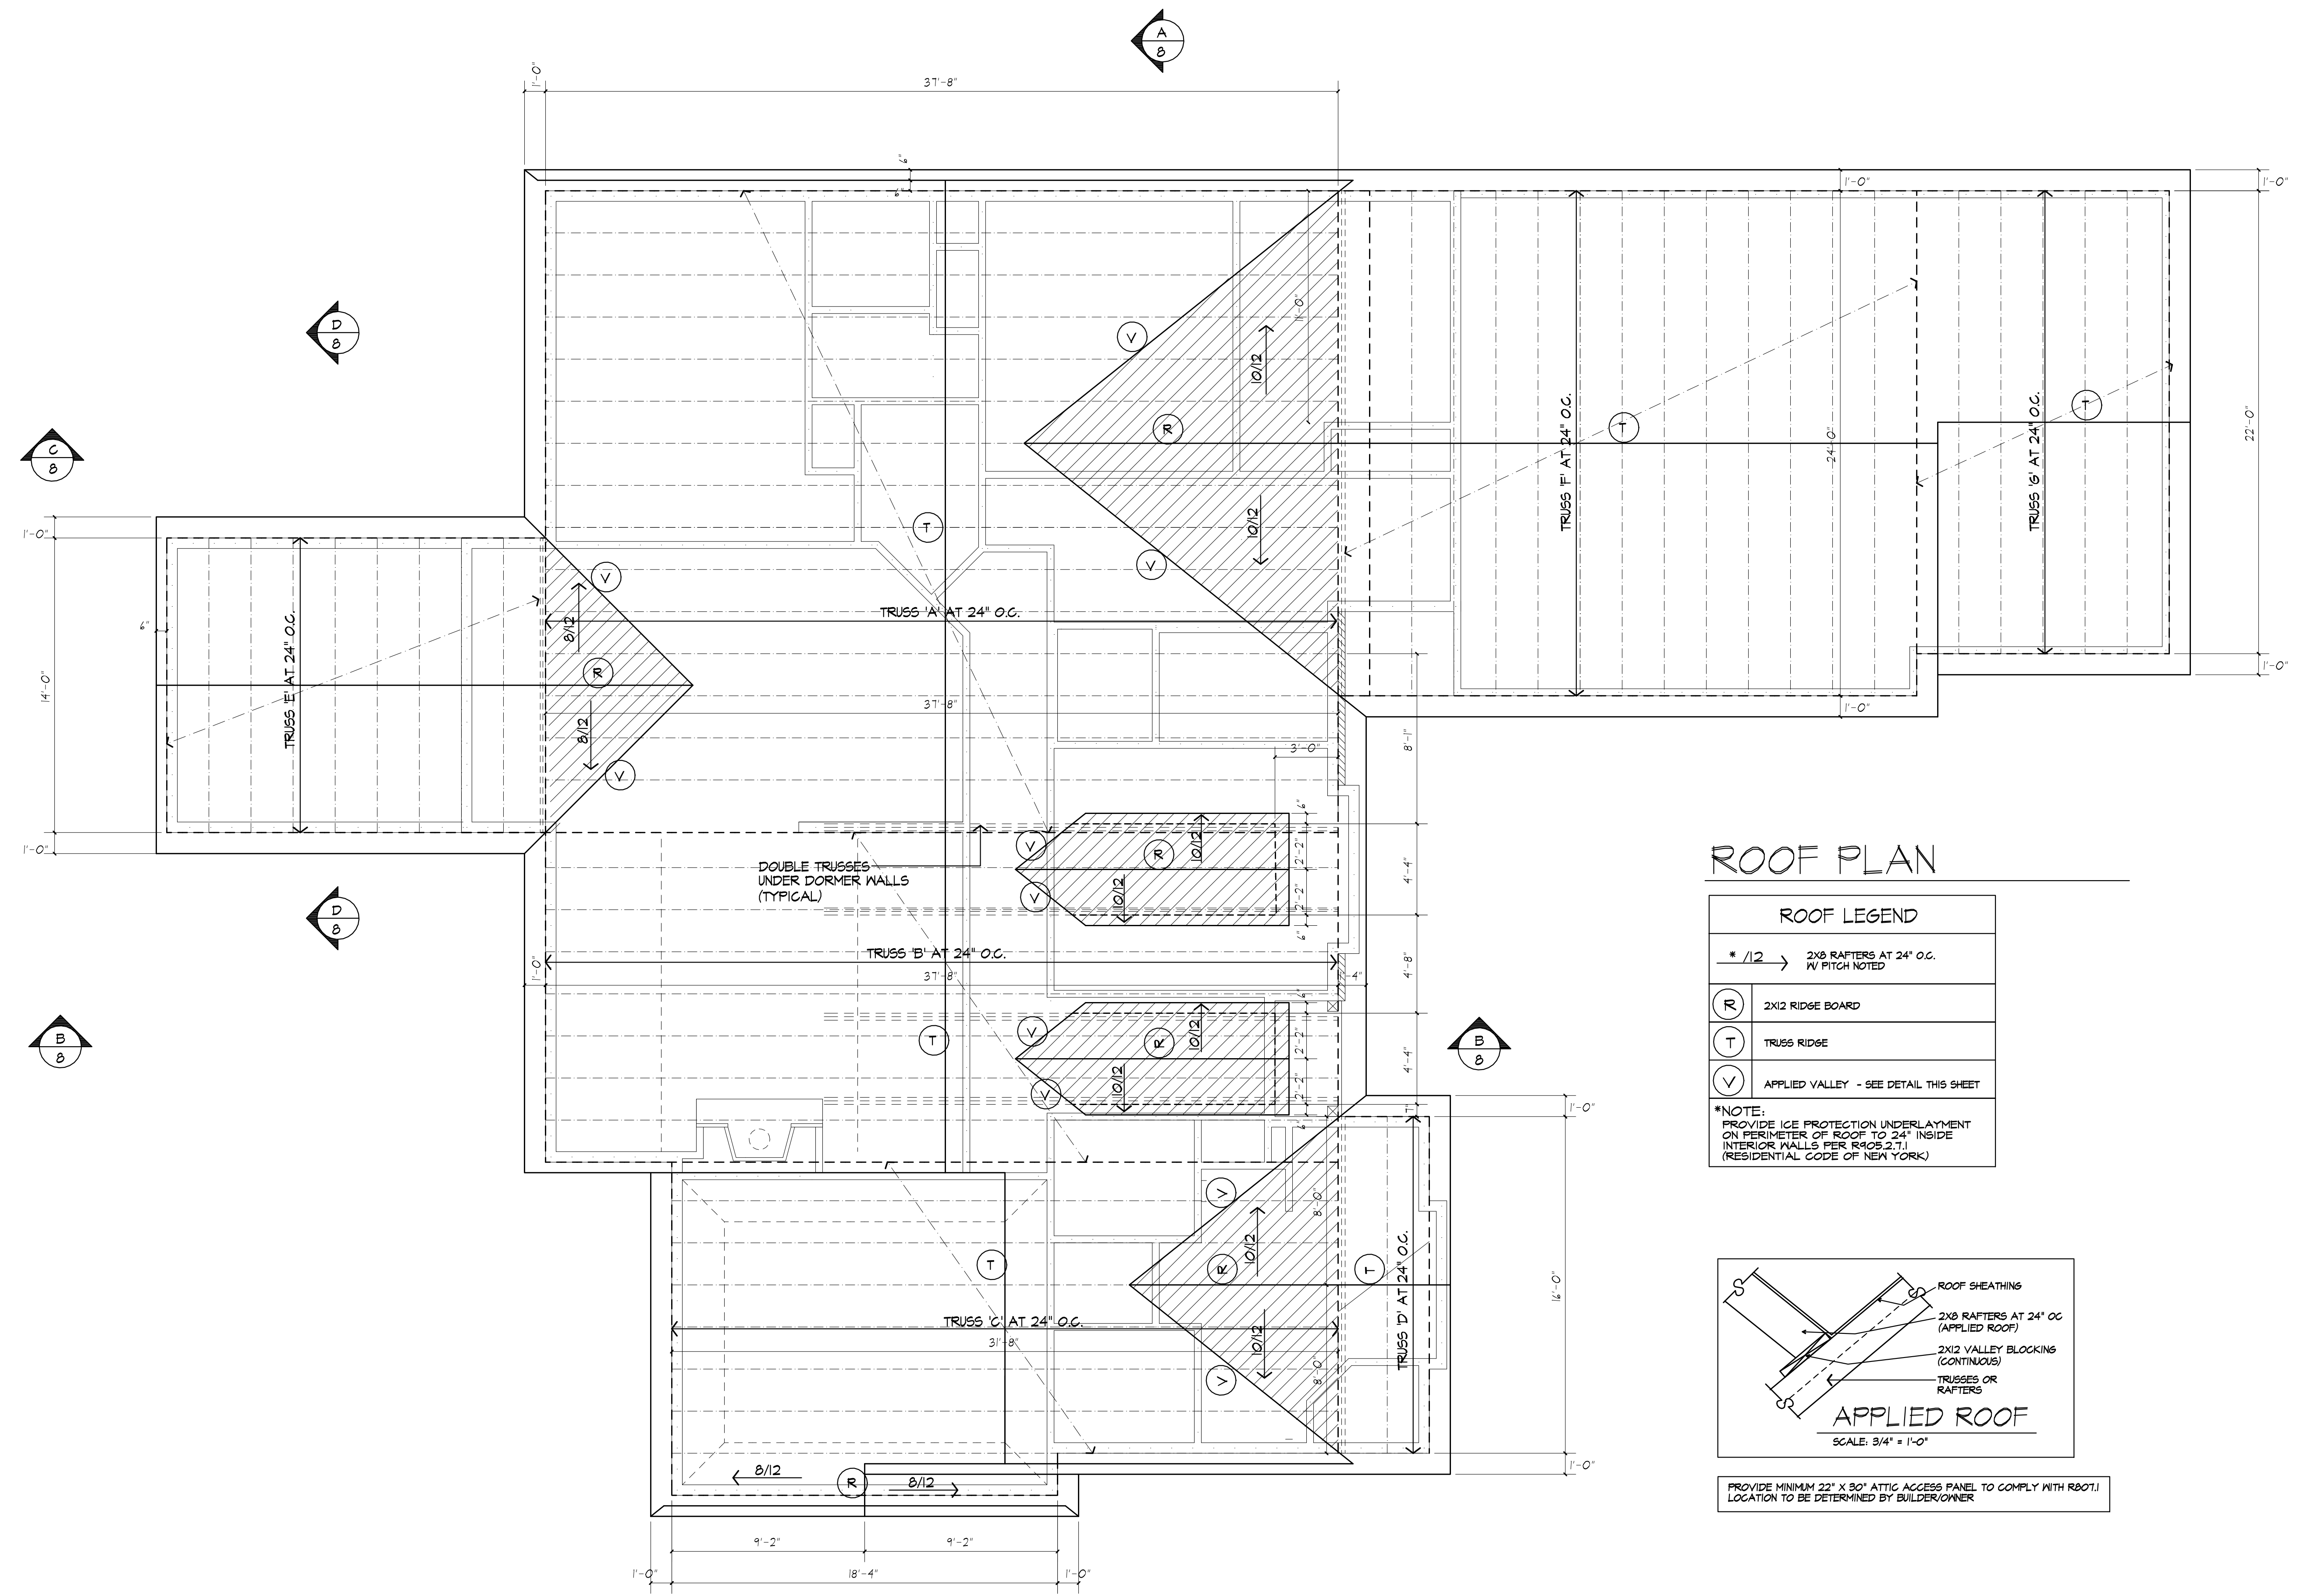 A
8
1'-0"
37'-8"
6"
6"
1'-0"
1'-0"
D
8
V
10/12
11'-0"
R
TRUSS 'F' AT 24" O.C.
T
24'-0"
TRUSS 'G' AT 24" O.C.
T
22'-0"
C
8
1'-0"
T
10/12
V
V
6"
TRUSS 'E' AT 24" O.C.
8/12
TRUSS 'A' AT 24" O.C.
R
14'-0"
1'-0"
37'-8"
8/12
1'-0"
8'-1"
3'-0"
V
1'-0"
6"
V
10/12
R
2'-2"
4'-4"
DOUBLE TRUSSES
UNDER DORMER WALLS
(TYPICAL)
V
10/12
2'-2"
6"
D
8
TRUSS 'B' AT 24" O.C.
1'-0"
37'-8"
4'-8"
6"
B
8
T
V
10/12
R
2'-2"
4'-4"
B
8
V
10/12
2'-2"
6"
7"
1'-0"
V
8'-0"
T
R
10/12
T
TRUSS 'D' AT 24" O.C.
16'-0"
TRUSS 'C' AT 24" O.C.
31'-8"
10/12
8'-0"
V
8/12
R
8/12
1'-0"
9'-2"
9'-2"
1'-0"
18'-4"
1'-0"
ROOF PLAN
ROOF LEGEND
* /12
2X8 RAFTERS AT 24" O.C.
W/ PITCH NOTED
R
2X12 RIDGE BOARD
T
TRUSS RIDGE
V
APPLIED VALLEY - SEE DETAIL THIS SHEET
*NOTE:
PROVIDE ICE PROTECTION UNDERLAYMENT
ON PERIMETER OF ROOF TO 24" INSIDE
INTERIOR WALLS PER R905.2.7.1
(RESIDENTIAL CODE OF NEW YORK)
ROOF SHEATHING
2X8 RAFTERS AT 24" OC
(APPLIED ROOF)
2X12 VALLEY BLOCKING
(CONTINUOUS)
TRUSSES OR
RAFTERS
APPLIED ROOF
SCALE: 3/4" = 1'-0"
PROVIDE MINIMUM 22" X 30" ATTIC ACCESS PANEL TO COMPLY WITH R807.1
LOCATION TO BE DETERMINED BY BUILDER/OWNER